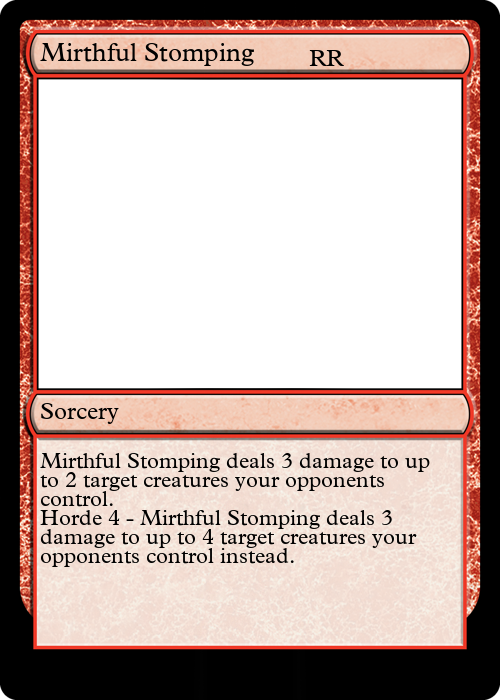 Mirthful Stomping RR
Sorcery
Mirthful Stomping deals 3 damage to up
to 2 target creatures your opponents
control.
Horde 4 - Mirthful Stomping deals 3
damage to up to 4 target creatures your
opponents control instead.